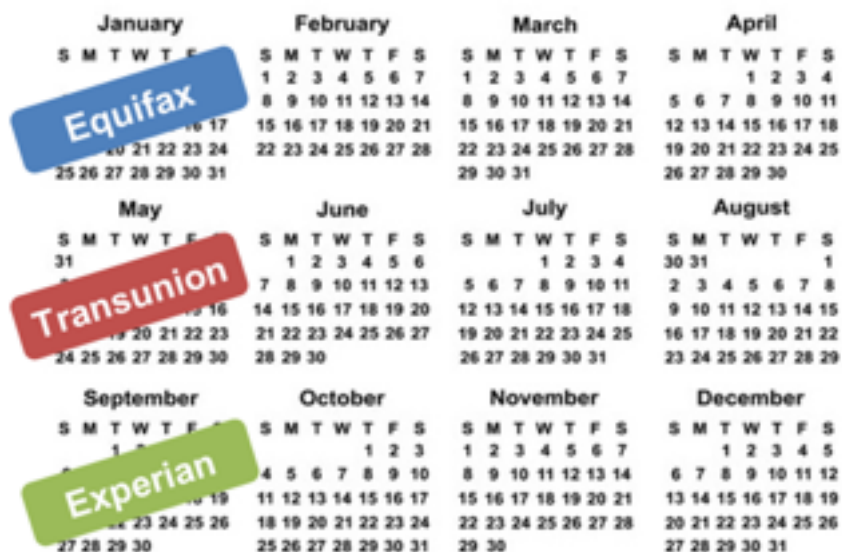 January
S M T W T
Equifax
17
21 22 23 24
25 26 27 28 29 30 31
February
S M T W T F S
1 2 3 4 5 6 7
8 9 10 11 12 13 14
15 16 17 18 19 20 21
22 23 24 25 26 27 28
March
S M T W T F S
1 2 3 4 5 6 7
8 9 10 11 12 13 14
15 16 17 18 19 20 21
22 23 24 25 26 27 28
29 30 31
April
S M T W T F S
1 2 3 4
5 6 7 8 9 10 11
12 13 14 15 16 17 18
19 20 21 22 23 24 25
26 27 28 29 30
May
S M T W T
31
Transunion
16
20 21 22 23
24 25 26 27 28 29 30
June
S M T W T F S
1 2 3 4 5 6
7 8 9 10 11 12 13
14 15 16 17 18 19 20
21 22 23 24 25 26 27
28 29 30
July
S M T W T F S
1 2 3 4
5 6 7 8 9 10 11
12 13 14 15 16 17 18
19 20 21 22 23 24 25
26 27 28 29 30 31
August
S M T W T F S
30 31 1
2 3 4 5 6 7 8
9 10 11 12 13 14 15
16 17 18 19 20 21 22
23 24 25 26 27 28 29
September
S M T W T
1
Experian
19
23 24 25 26
27 28 29 30
October
S M T W T F S
1 2 3
4 5 6 7 8 9 10
11 12 13 14 15 16 17
18 19 20 21 22 23 24
25 26 27 28 29 30 31
November
S M T W T F S
1 2 3 4 5 6 7
8 9 10 11 12 13 14
15 16 17 18 19 20 21
22 23 24 25 26 27 28
29 30
December
S M T W T F S
1 2 3 4 5
6 7 8 9 10 11 12
13 14 15 16 17 18 19
20 21 22 23 24 25 26
27 28 29 30 31